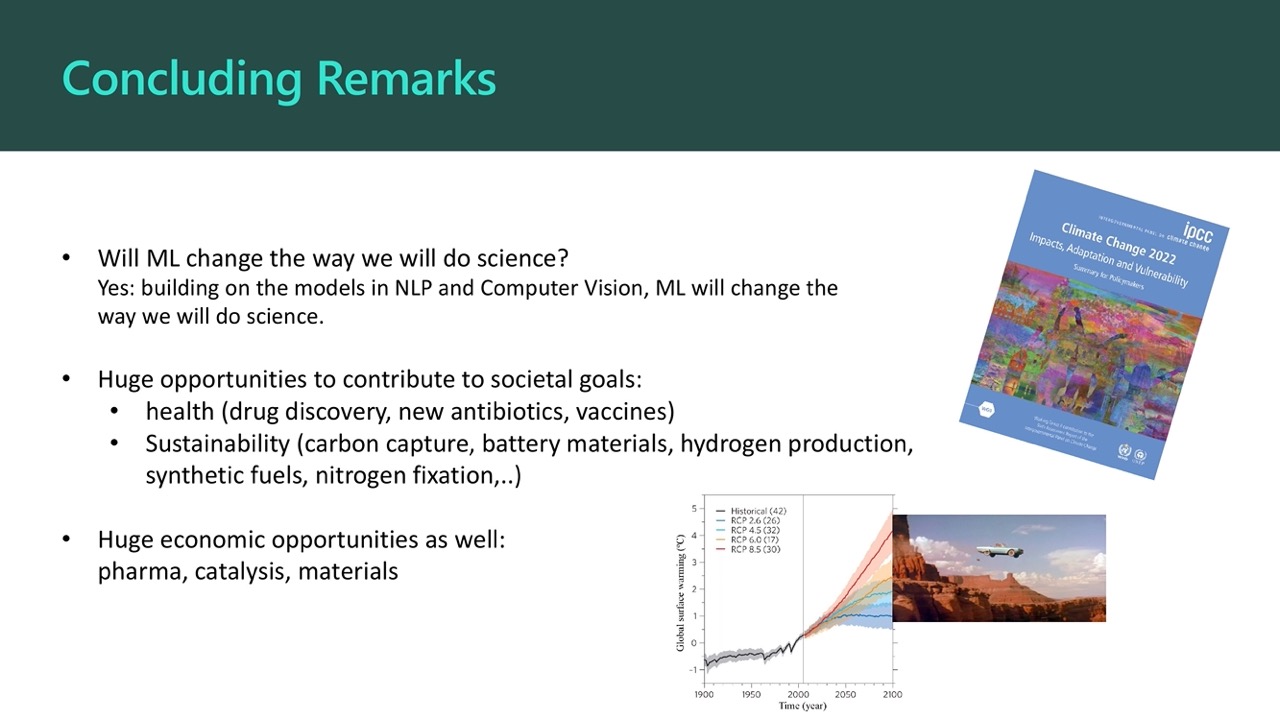 Concluding Remarks
• Will ML change the way we will do science?
Yes: building on the models in NLP and Computer Vision, ML will change the
way we will do science.
• Huge opportunities to contribute to societal goals:
• health (drug discovery, new antibiotics, vaccines)
• Sustainability (carbon capture, battery materials, hydrogen production,
synthetic fuels, nitrogen fixation,..)
• Huge economic opportunities as well:
pharma, catalysis, materials
INTERGOVERNMENTAL PANEL ON climate change
ipcc
Climate Change 2022
Impacts, Adaptation and Vulnerability
Summary for Policymakers
Historical (42)
RCP 2.6 (26)
RCP 4.5 (32)
RCP 6.0 (17)
RCP 8.5 (30)
Global surface warming (°C)
5
4
3
2
1
0
-1
1900 1950 2000 2050 2100
Time (year)